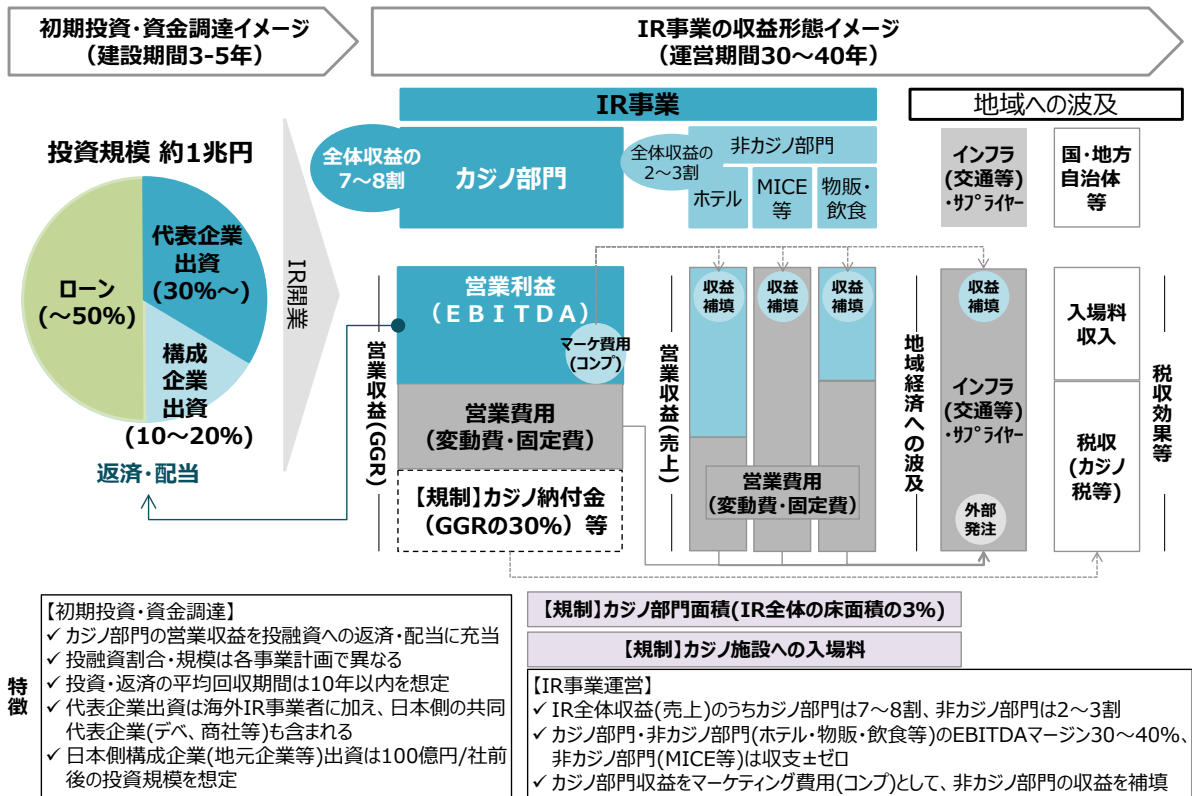 初期投資・資金調達イメージ
(建設期間3-5年)
IR事業の収益形態イメージ
(運営期間30～40年)
投資規模 約1兆円
ローン
(～50%)
代表企業
出資
(30%～)
構成
企業
出資
(10～20%)
返済・配当
IR開業
IR事業
全体収益の
7～8割
カジノ部門
全体収益の
2～3割
非カジノ部門
ホテル
MICE
等
物販・
飲食
地域への波及
インフラ
(交通等)
・ｻﾌﾟﾗｲﾔｰ
国・地方
自治体
等
営業収益(GGR)
営業利益
(ＥＢＩＴＤＡ)
マーケ費用
(コンプ)
営業費用
(変動費・固定費)
【規制】カジノ納付金
(GGRの30%) 等
営業収益(売上)
収益
補填
収益
補填
収益
補填
営業費用
(変動費・固定費)
地域経済への波及
収益
補填
インフラ
(交通等)
・ｻﾌﾟﾗｲﾔｰ
外部
発注
入場料
収入
税収
(カジノ
税等)
税収効果等
特徴
【初期投資・資金調達】
✓ カジノ部門の営業収益を投融資への返済・配当に充当
✓ 投融資割合・規模は各事業計画で異なる
✓ 投資・返済の平均回収期間は10年以内を想定
✓ 代表企業出資は海外IR事業者に加え、日本側の共同
代表企業(デベ、商社等)も含まれる
✓ 日本側構成企業(地元企業等)出資は100億円/社前
後の投資規模を想定
【規制】カジノ部門面積(IR全体の床面積の3%)
【規制】カジノ施設への入場料
【IR事業運営】
✓ IR全体収益(売上)のうちカジノ部門は7～8割、非カジノ部門は2～3割
✓ カジノ部門・非カジノ部門(ホテル・物販・飲食等)のEBITDAマージン30～40%、
非カジノ部門(MICE等)は収支±ゼロ
✓ カジノ部門収益をマーケティング費用(コンプ)として、非カジノ部門の収益を補填